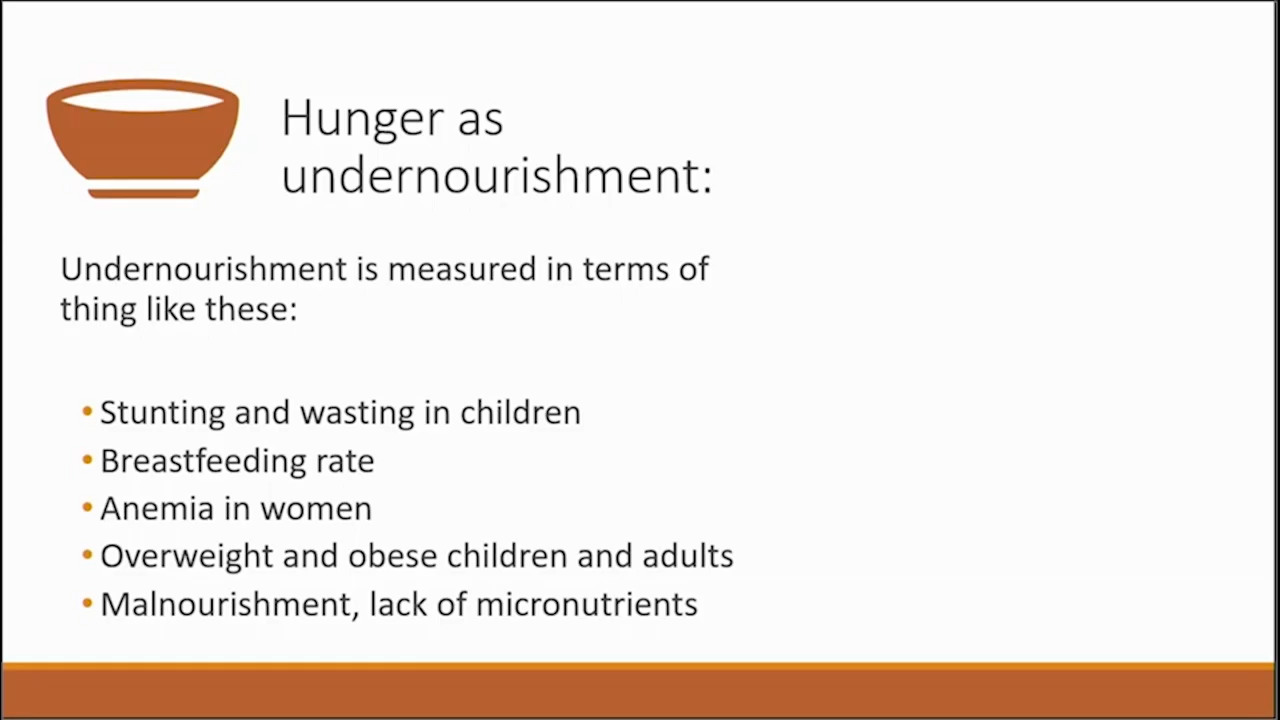 Hunger as
undernourishment:
Undernourishment is measured in terms of
thing like these:
• Stunting and wasting in children
• Breastfeeding rate
• Anemia in women
• Overweight and obese children and adults
• Malnourishment, lack of micronutrients